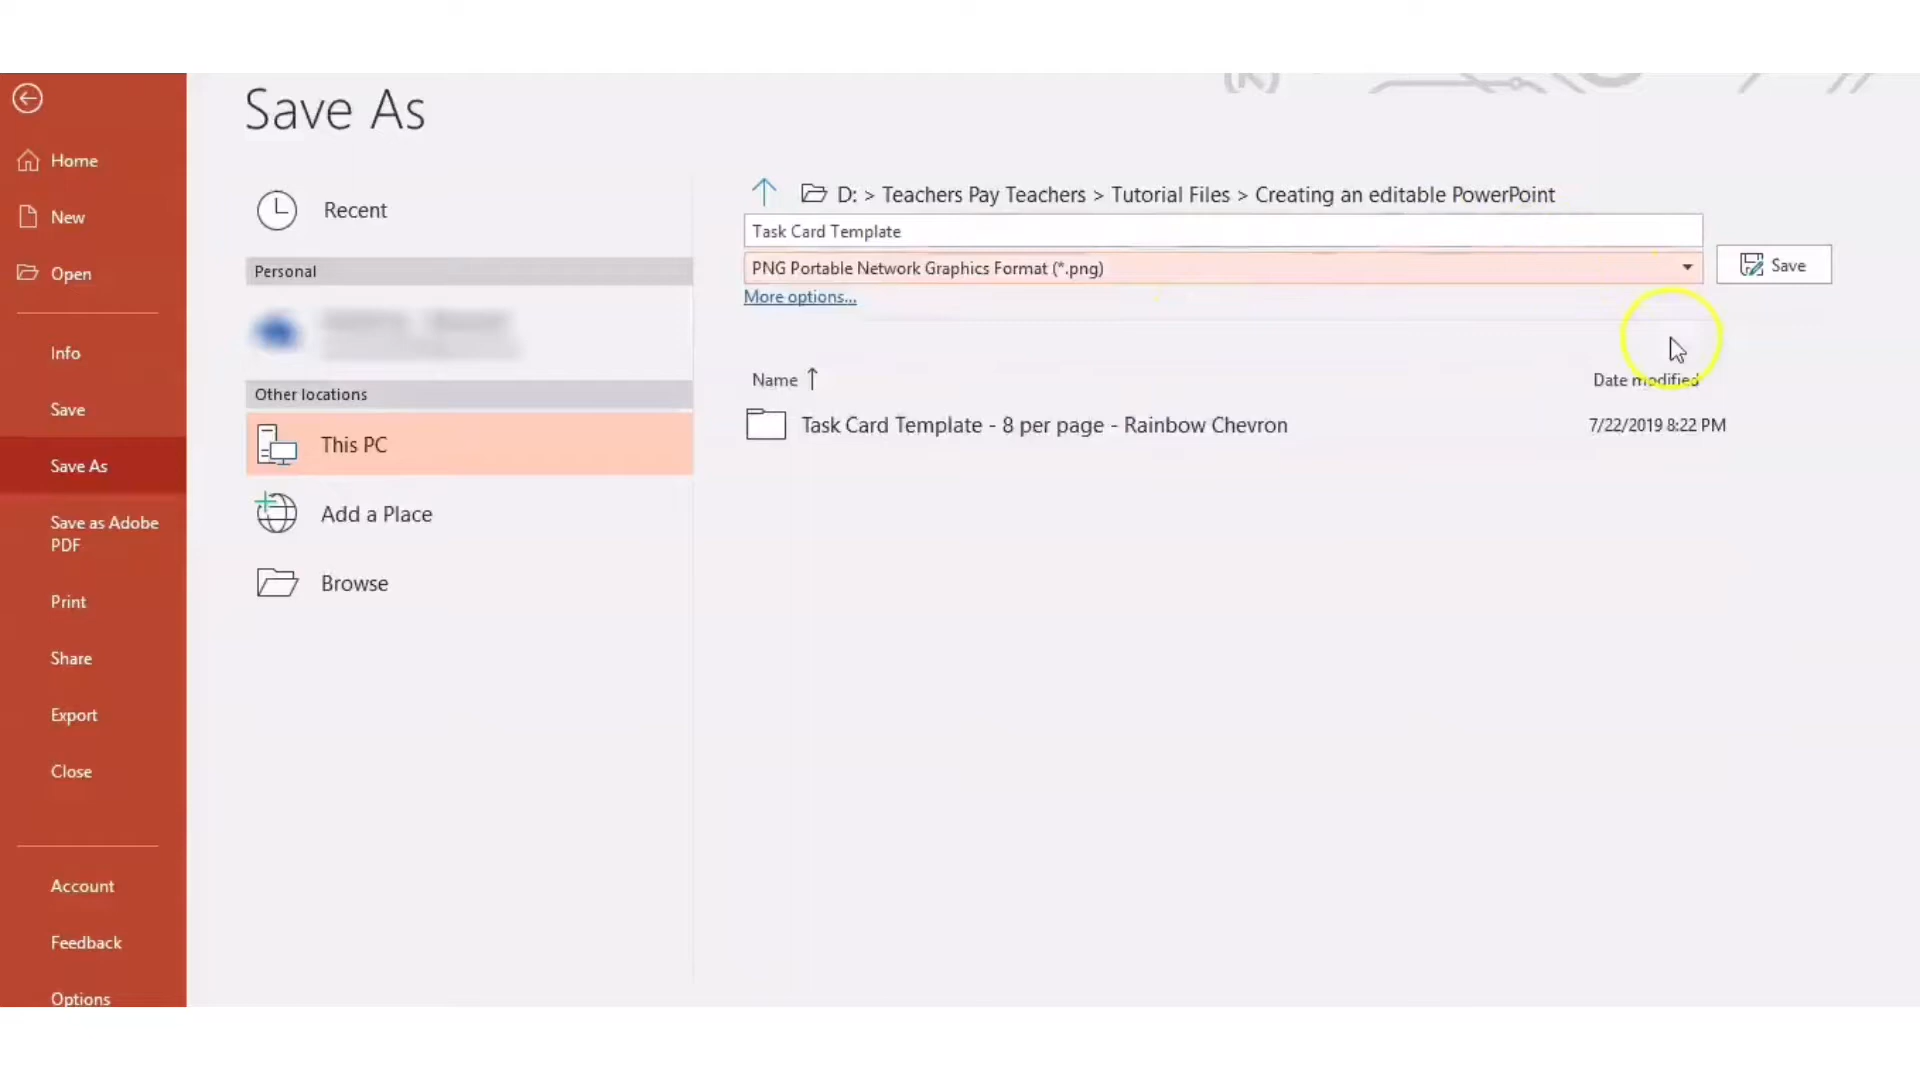 Save As
Home
New
Open
Info
Save
Save As
Save as Adobe
PDF
Print
Share
Export
Close
Account
Feedback
Options
Recent
Personal
Other locations
This PC
Add a Place
Browse
D: > Teachers Pay Teachers > Tutorial Files > Creating an editable PowerPoint
Task Card Template
PNG Portable Network Graphics Format (*.png)
Save
More options...
Name Date modified
Task Card Template - 8 per page - Rainbow Chevron 7/22/2019 8:22 PM